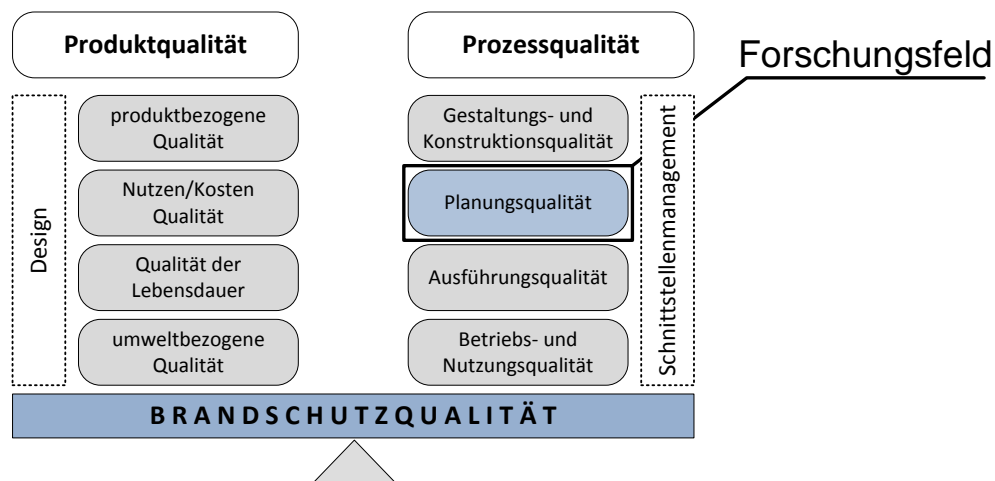 Produktqualität
Prozessqualität
Forschungsfeld
Design
produktbezogene
Qualität
Nutzen/Kosten
Qualität
Qualität der
Lebensdauer
umweltbezogene
Qualität
Gestaltungs- und
Konstruktionsqualität
Planungsqualität
Ausführungsqualität
Betriebs- und
Nutzungsqualität
Schnittstellenmanagement
BRANDSCHUTZQUALITÄT